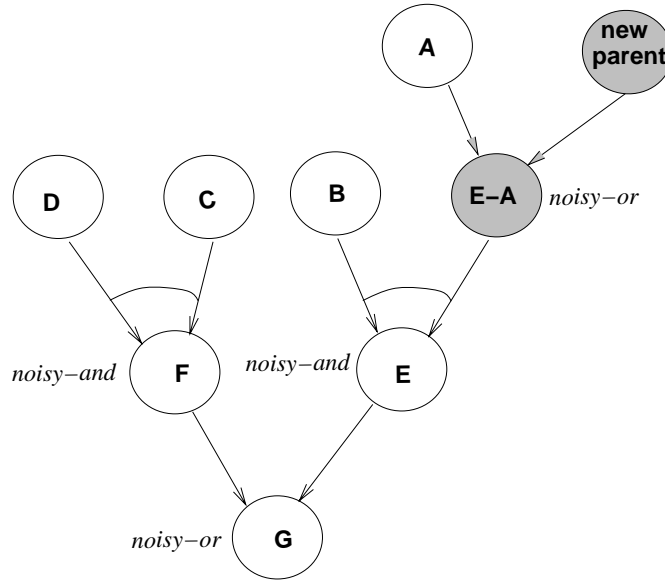 new
parent
A
D
C
B
E−A
noisy−or
noisy−and
F
noisy−and
E
noisy−or
G